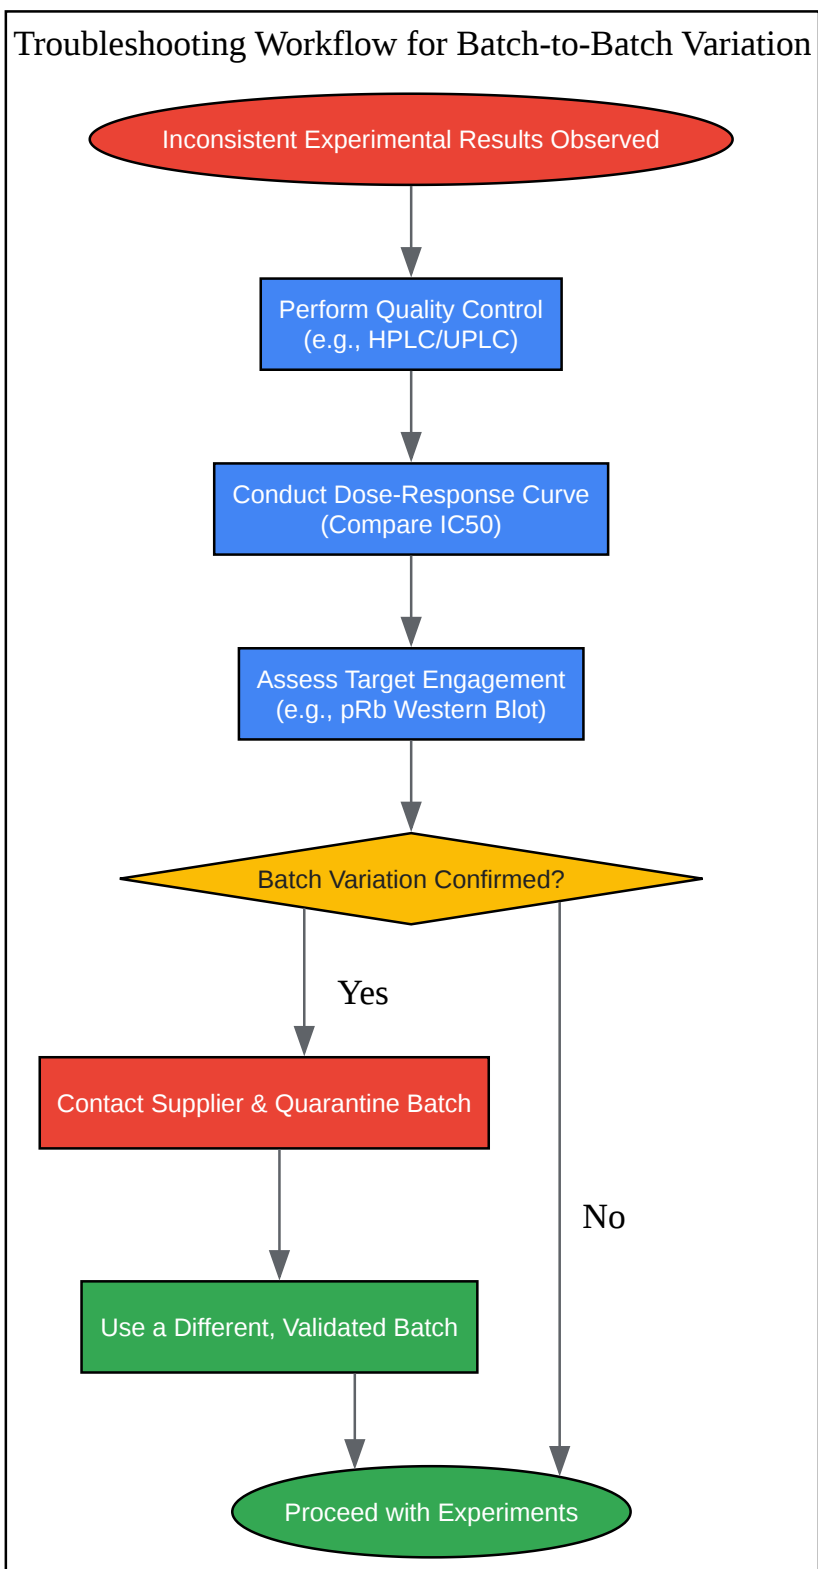 Troubleshooting Workflow for Batch-to-Batch Variation
Inconsistent Experimental Results Observed
Perform Quality Control
(e.g., HPLC/UPLC)
Conduct Dose-Response Curve
(Compare IC50)
Assess Target Engagement
(e.g., pRb Western Blot)
Batch Variation Confirmed?
Yes
Contact Supplier & Quarantine Batch
No
Use a Different, Validated Batch
Proceed with Experiments